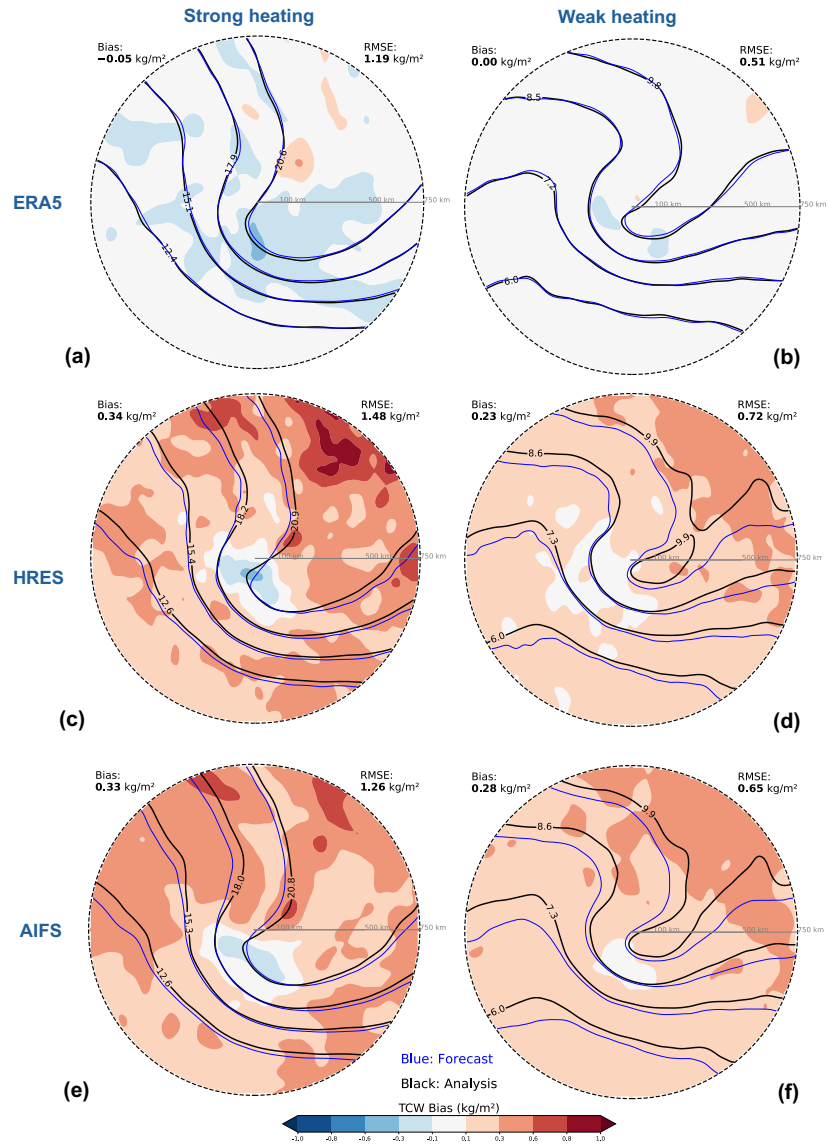 Strong heating
Weak heating
Bias:
−0.05 kg/m²
RMSE:
1.19 kg/m²
Bias:
0.00 kg/m²
RMSE:
0.51 kg/m²
ERA5
12.4
15.1
17.9
20.6
100 km
500 km
750 km
6.0
7.2
8.5
9.8
100 km
500 km
750 km
(a)
(b)
Bias:
0.34 kg/m²
RMSE:
1.48 kg/m²
Bias:
0.23 kg/m²
RMSE:
0.72 kg/m²
HRES
12.6
15.4
18.2
20.9
100 km
500 km
750 km
6.0
7.3
8.6
9.9
9.9
100 km
500 km
750 km
(c)
(d)
Bias:
0.33 kg/m²
RMSE:
1.26 kg/m²
Bias:
0.28 kg/m²
RMSE:
0.65 kg/m²
AIFS
12.6
15.3
18.0
20.8
100 km
500 km
750 km
6.0
7.3
8.6
9.9
100 km
500 km
750 km
(e)
(f)
Blue: Forecast
Black: Analysis
TCW Bias (kg/m²)
-1.0 -0.8 -0.6 -0.3 -0.1 0.1 0.3 0.6 0.8 1.0